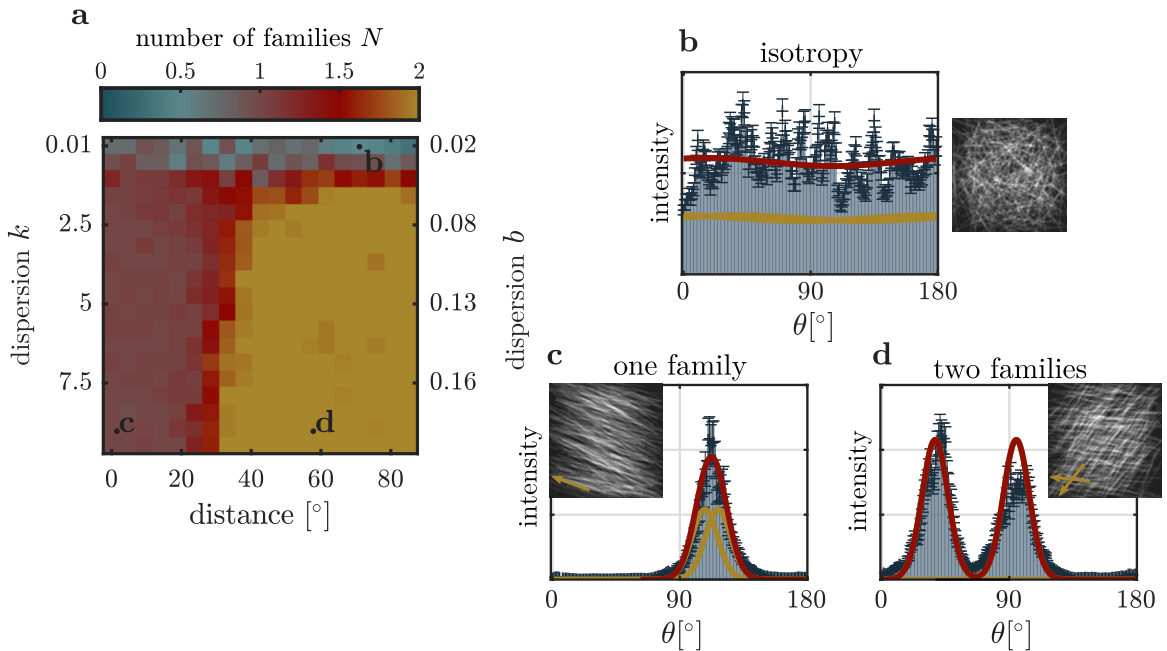 a
number of families N
0 0.5 1 1.5 2
0.01 0.02
2.5 0.08
5 0.13
7.5 0.16
dispersion k
dispersion b
b
c
d
0 20 40 60 80
distance [°]
b
isotropy
intensity
0 90 180
θ[°]
c
one family
intensity
0 90 180
θ[°]
d
two families
intensity
0 90 180
θ[°]